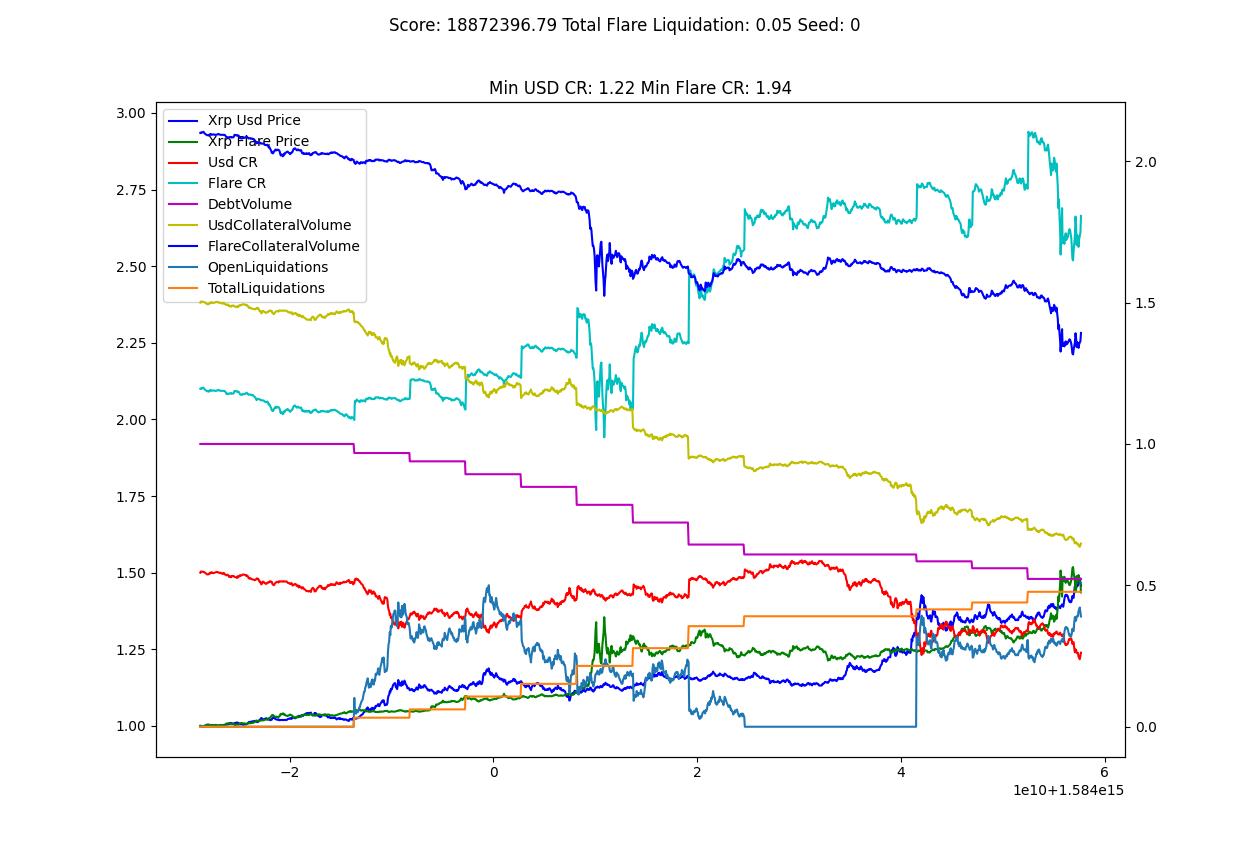 Score: 18872396.79 Total Flare Liquidation: 0.05 Seed: 0
Min USD CR: 1.22 Min Flare CR: 1.94
3.00
2.75
2.50
2.25
2.00
1.75
1.50
1.25
1.00
Xrp Usd Price
Xrp Flare Price
Usd CR
Flare CR
DebtVolume
UsdCollateralVolume
FlareCollateralVolume
OpenLiquidations
TotalLiquidations
2.0
1.5
1.0
0.5
0.0
−2 0 2 4 6
1e10+1.584e15